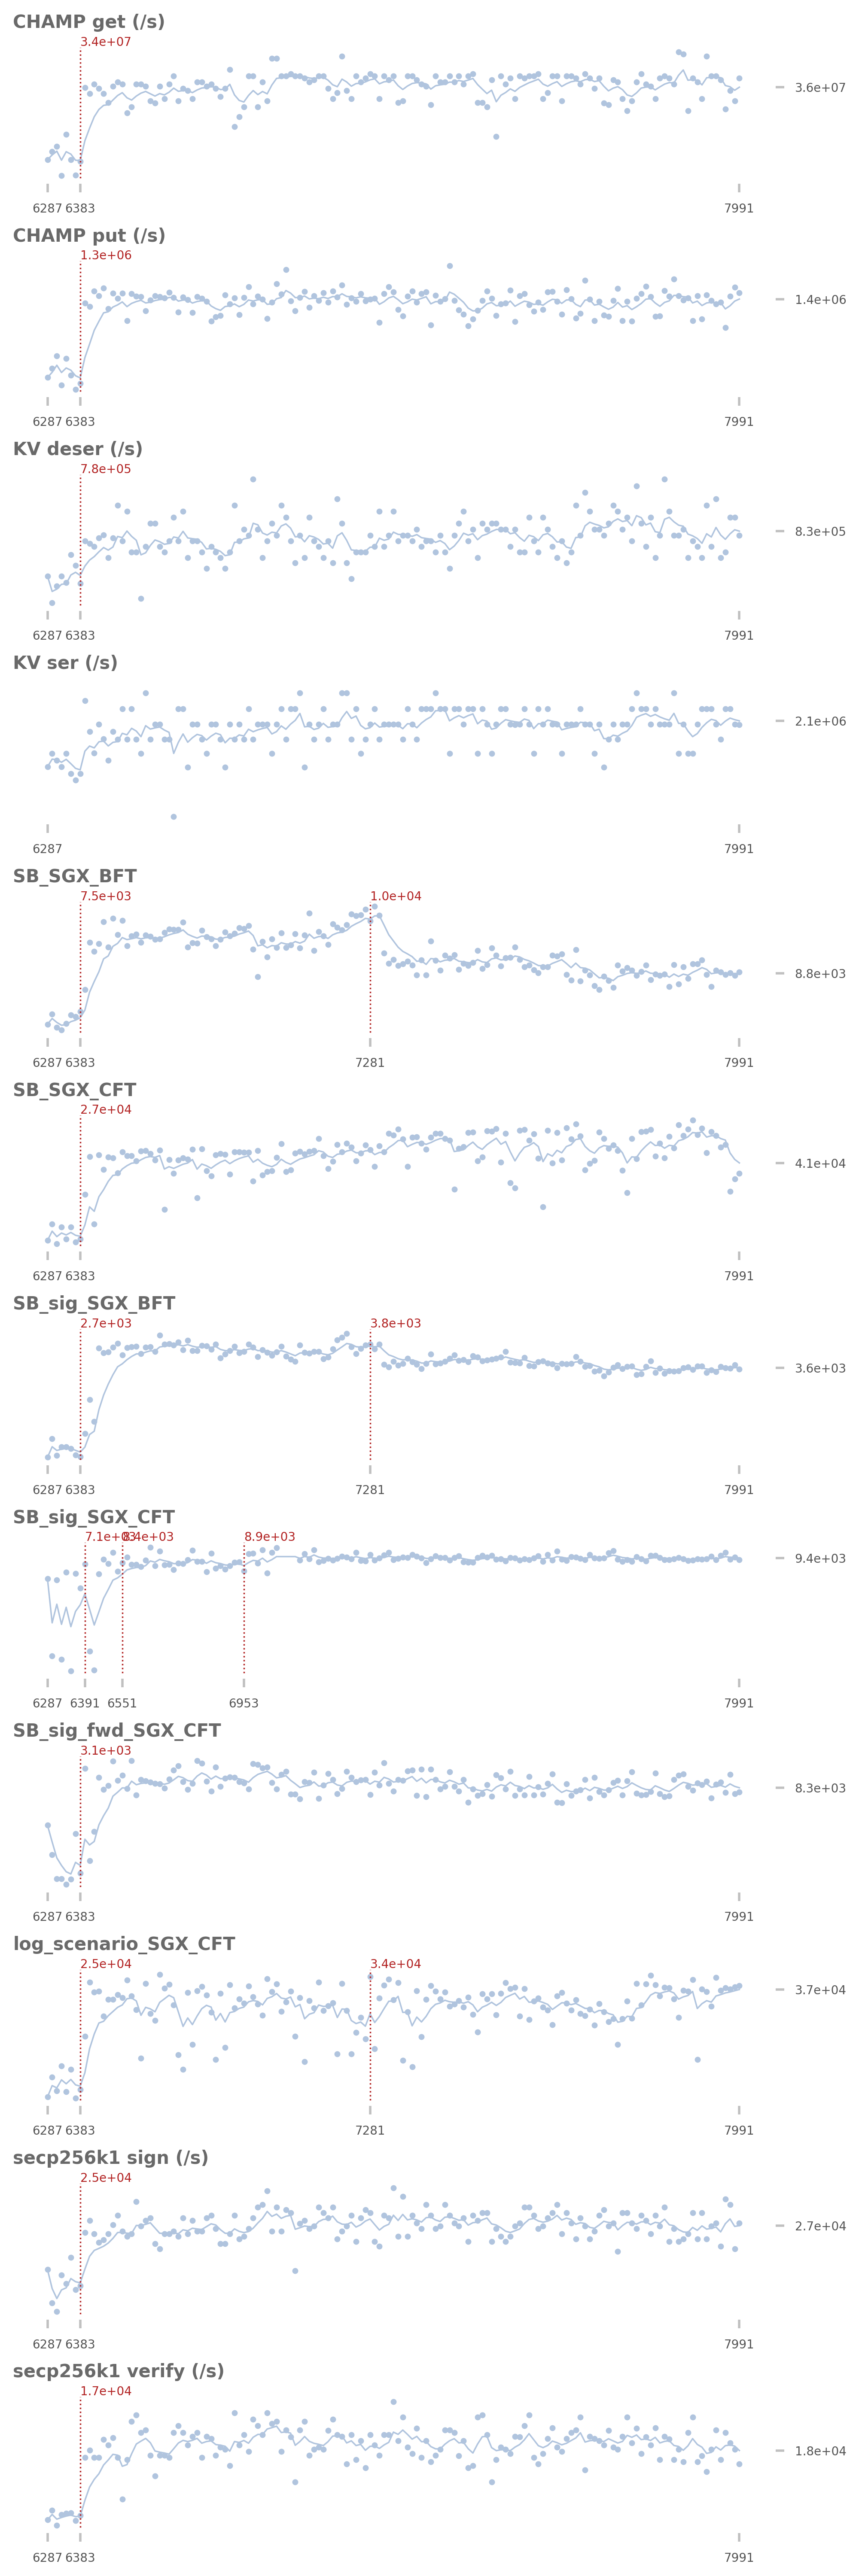 CHAMP get (/s)
3.4e+07
3.6e+07
6287 6383 7991
CHAMP put (/s)
1.3e+06
1.4e+06
6287 6383 7991
KV deser (/s)
7.8e+05
8.3e+05
6287 6383 7991
KV ser (/s)
2.1e+06
6287 7991
SB_SGX_BFT
7.5e+03 1.0e+04
8.8e+03
6287 6383 7281 7991
SB_SGX_CFT
2.7e+04
4.1e+04
6287 6383 7991
SB_sig_SGX_BFT
2.7e+03 3.8e+03
3.6e+03
6287 6383 7281 7991
SB_sig_SGX_CFT
7.1e+03 8.4e+03 8.9e+03
9.4e+03
6287 6391 6551 6953 7991
SB_sig_fwd_SGX_CFT
3.1e+03
8.3e+03
6287 6383 7991
log_scenario_SGX_CFT
2.5e+04 3.4e+04
3.7e+04
6287 6383 7281 7991
secp256k1 sign (/s)
2.5e+04
2.7e+04
6287 6383 7991
secp256k1 verify (/s)
1.7e+04
1.8e+04
6287 6383 7991